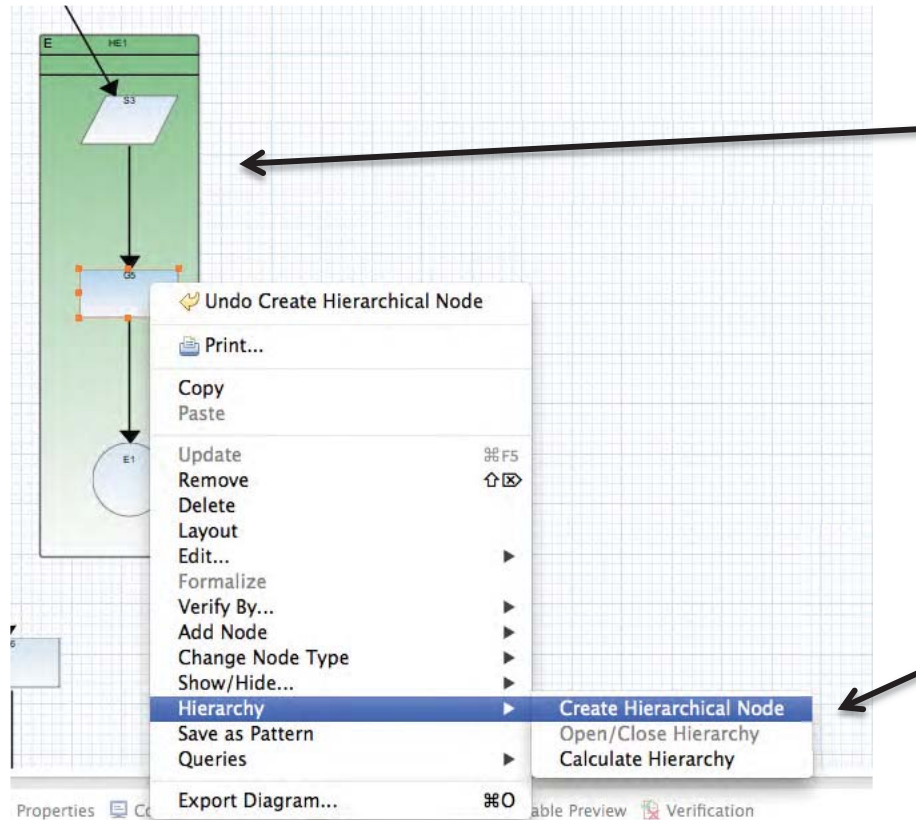 E HE1
S3
G5
E1
6
Undo Create Hierarchical Node
Print...
Copy
Paste
Update ⌘F5
Remove ⇧⌦
Delete
Layout
Edit...
Formalize
Verify By...
Add Node
Change Node Type
Show/Hide...
Hierarchy
Create Hierarchical Node
Save as Pattern
Open/Close Hierarchy
Queries
Calculate Hierarchy
Export Diagram... ⌘O
Properties
Preview Verification